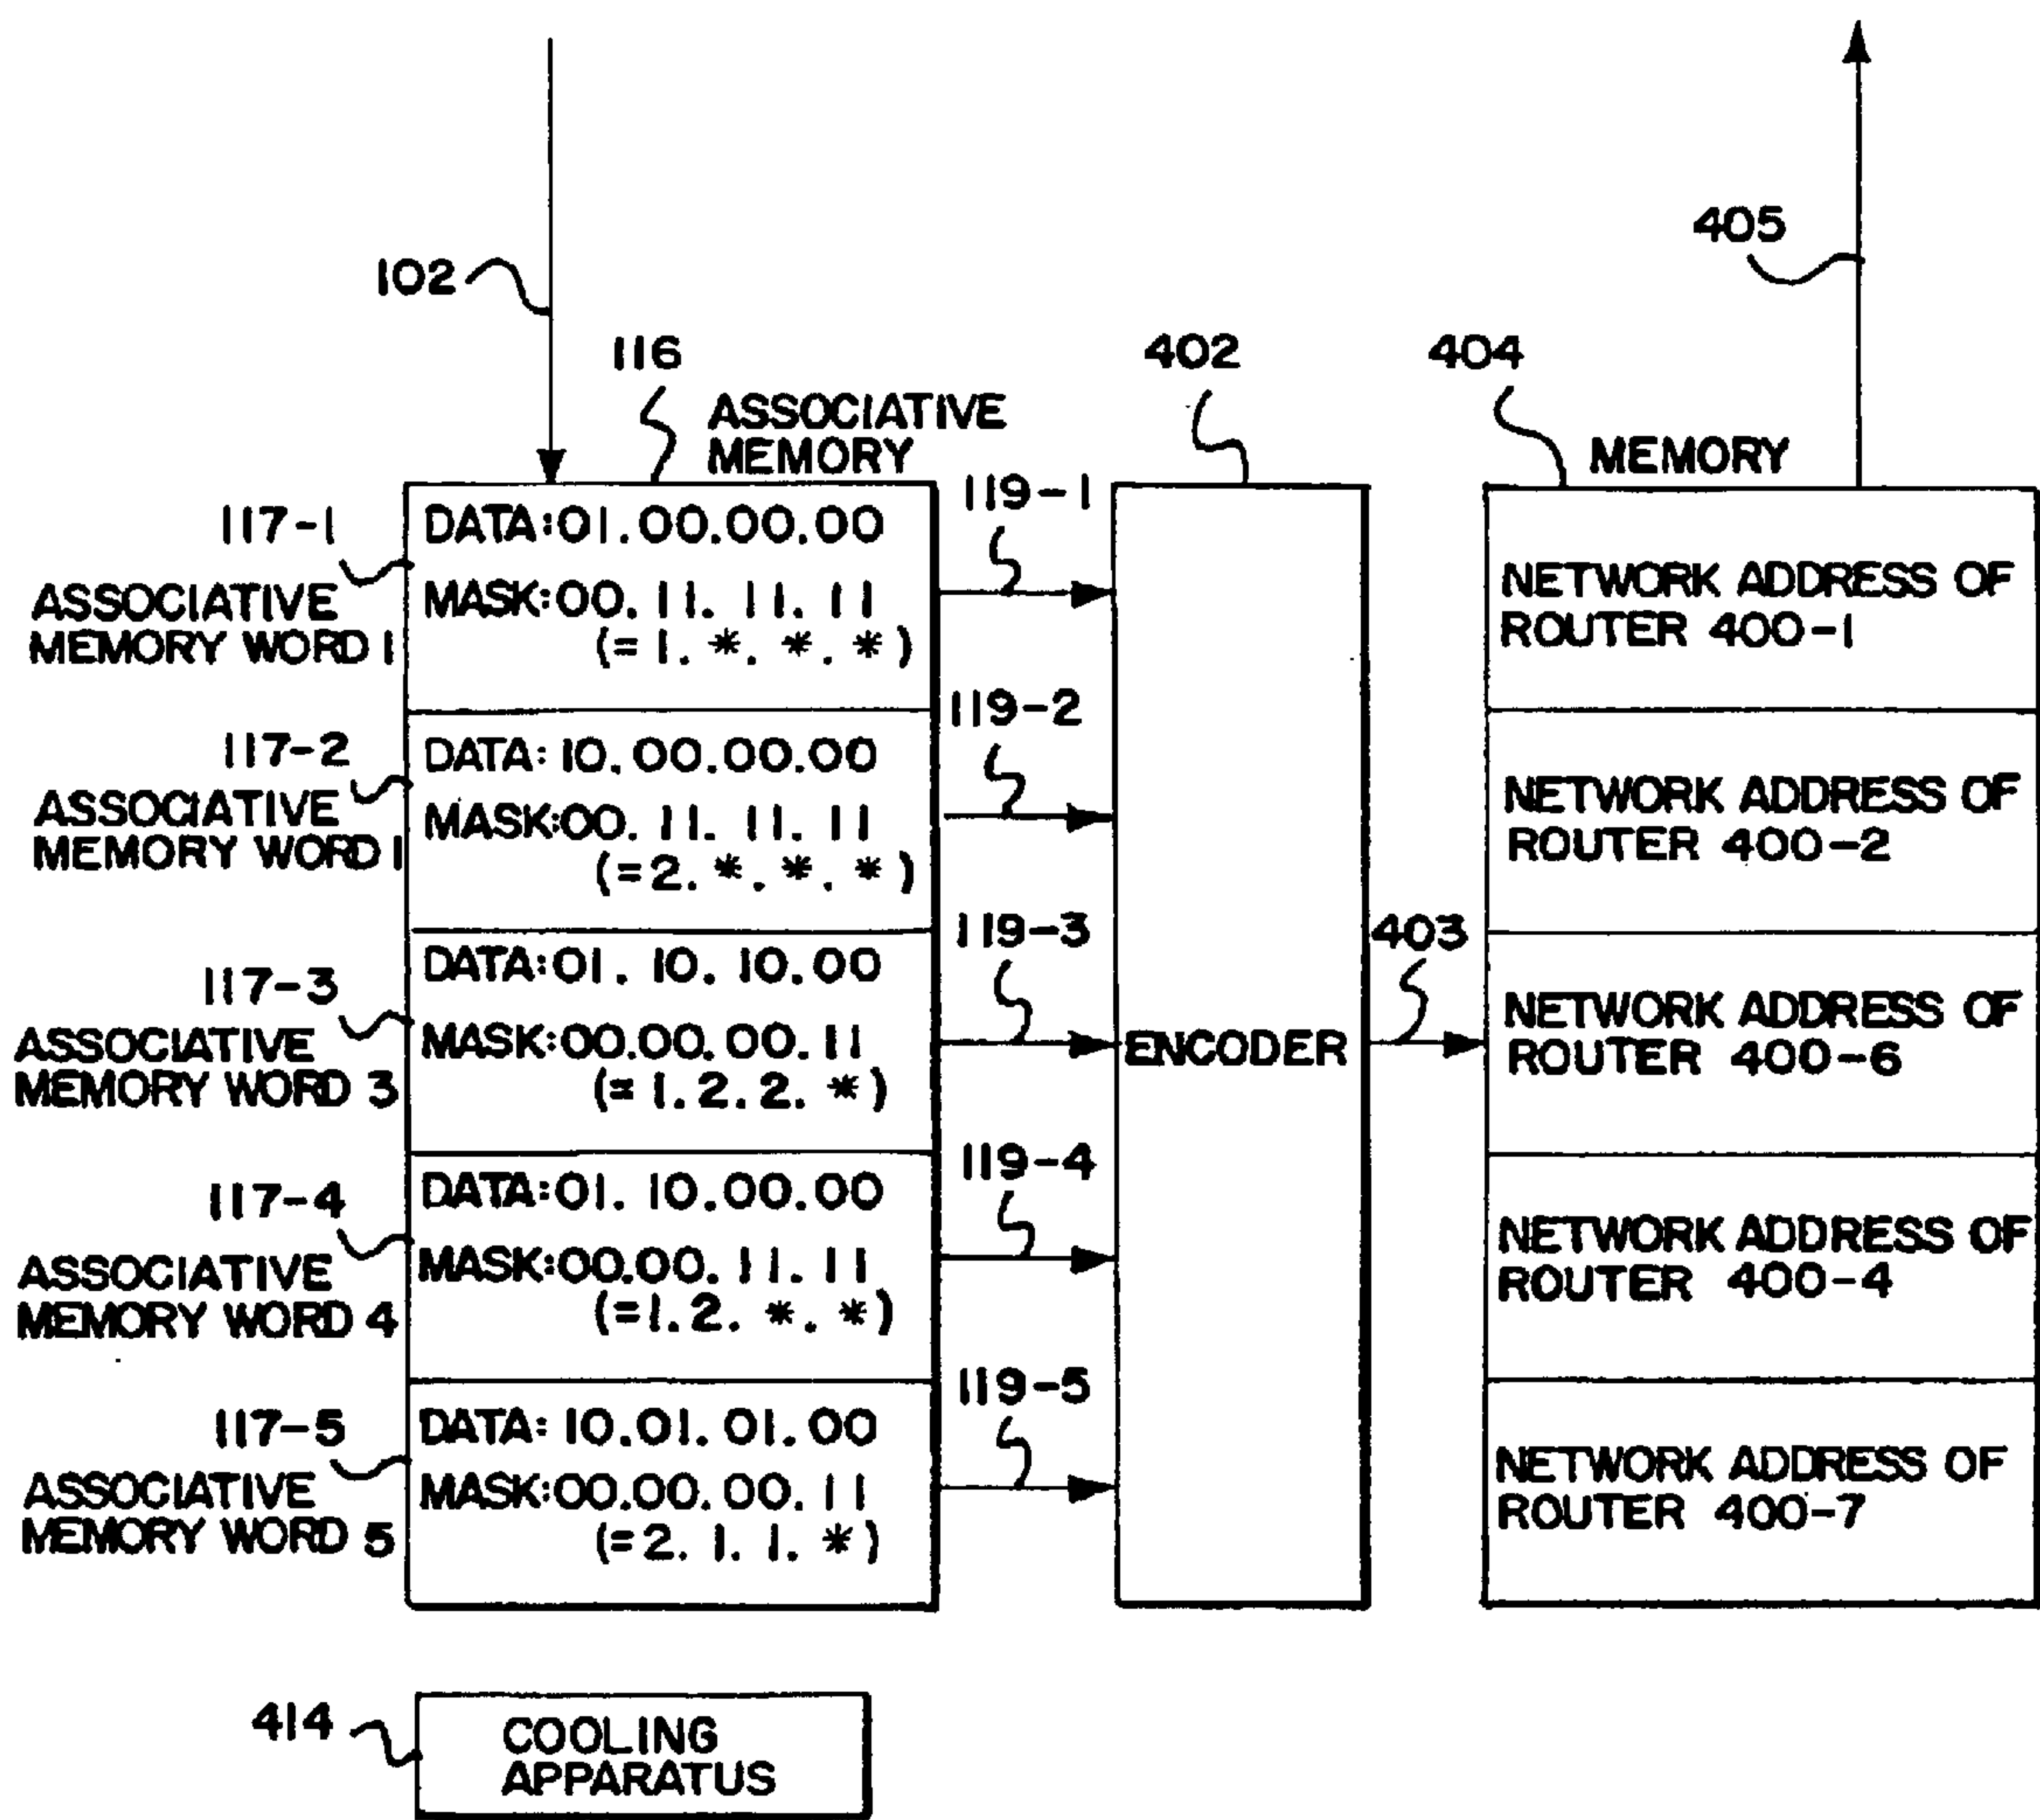 102
405
116
402
404
ASSOCIATIVE
MEMORY
MEMORY
117-1
ASSOCIATIVE
MEMORY WORD 1
DATA:01.00.00.00
MASK:00.11.11.11
(=1.*.*.*)
119-1
NETWORK ADDRESS OF
ROUTER 400-1
117-2
ASSOCIATIVE
MEMORY WORD 1
DATA:10.00.00.00
MASK:00.11.11.11
(=2.*.*.*)
119-2
NETWORK ADDRESS OF
ROUTER 400-2
117-3
ASSOCIATIVE
MEMORY WORD 3
DATA:01.10.10.00
MASK:00.00.00.11
(=1.2.2.*)
119-3
ENCODER
403
NETWORK ADDRESS OF
ROUTER 400-6
117-4
ASSOCIATIVE
MEMORY WORD 4
DATA:01.10.00.00
MASK:00.00.11.11
(=1.2.*.*)
119-4
NETWORK ADDRESS OF
ROUTER 400-4
117-5
ASSOCIATIVE
MEMORY WORD 5
DATA:10.01.01.00
MASK:00.00.00.11
(=2.1.1.*)
119-5
NETWORK ADDRESS OF
ROUTER 400-7
414
COOLING
APPARATUS